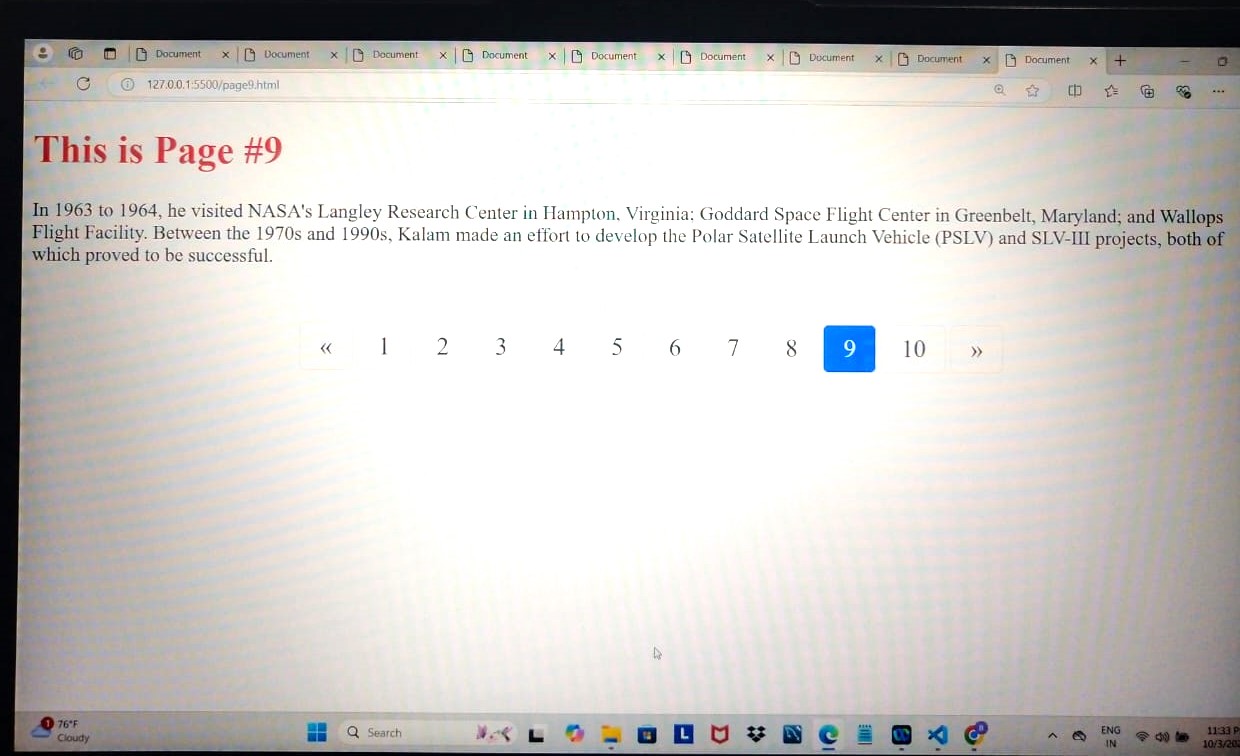 Document Document Document Document Document Document Document Document Document
127.0.0.1:5500/page9.html
This is Page #9
In 1963 to 1964, he visited NASA's Langley Research Center in Hampton, Virginia; Goddard Space Flight Center in Greenbelt, Maryland; and Wallops
Flight Facility. Between the 1970s and 1990s, Kalam made an effort to develop the Polar Satellite Launch Vehicle (PSLV) and SLV-III projects, both of
which proved to be successful.
« 1 2 3 4 5 6 7 8 9 10 »
1
76°F
Cloudy
Search
L
ENG
IN
11:33 P
10/3/20